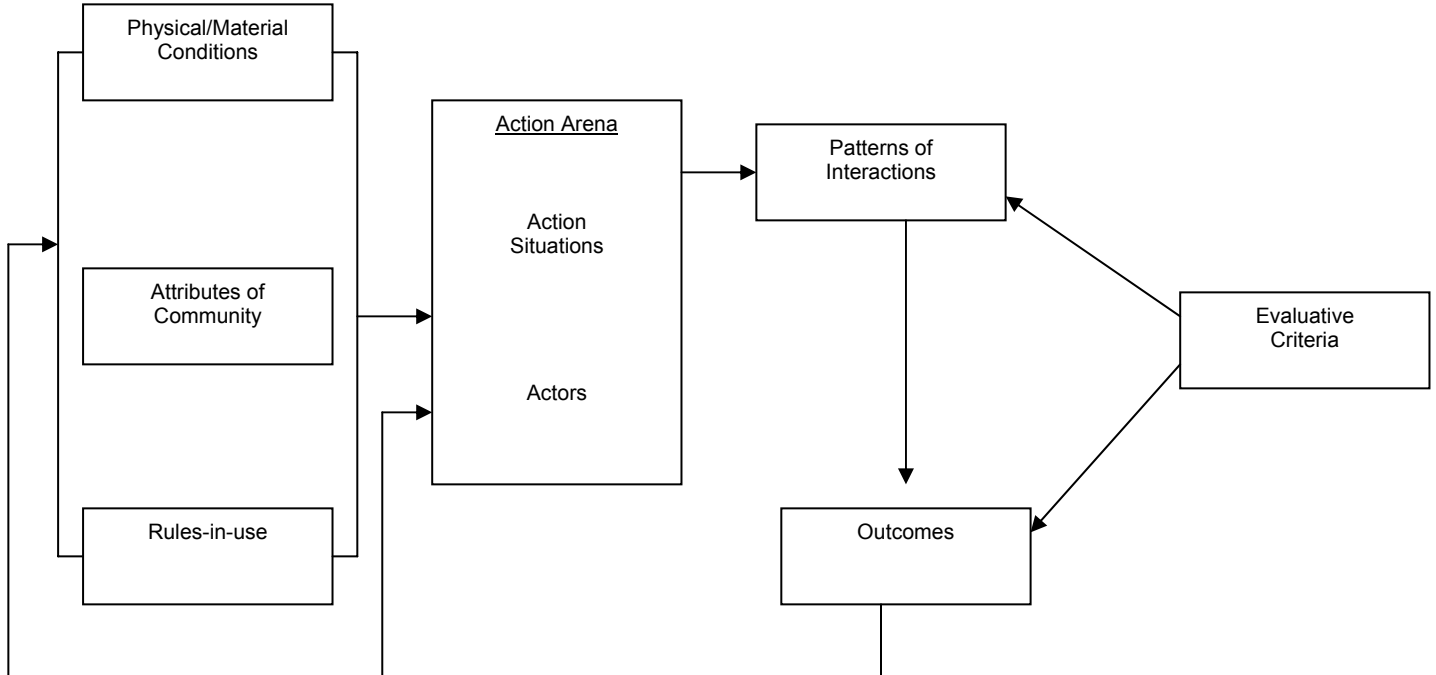 Physical/Material
Conditions
Attributes of
Community
Rules-in-use
Action Arena
Action
Situations
Actors
Patterns of
Interactions
Outcomes
Evaluative
Criteria